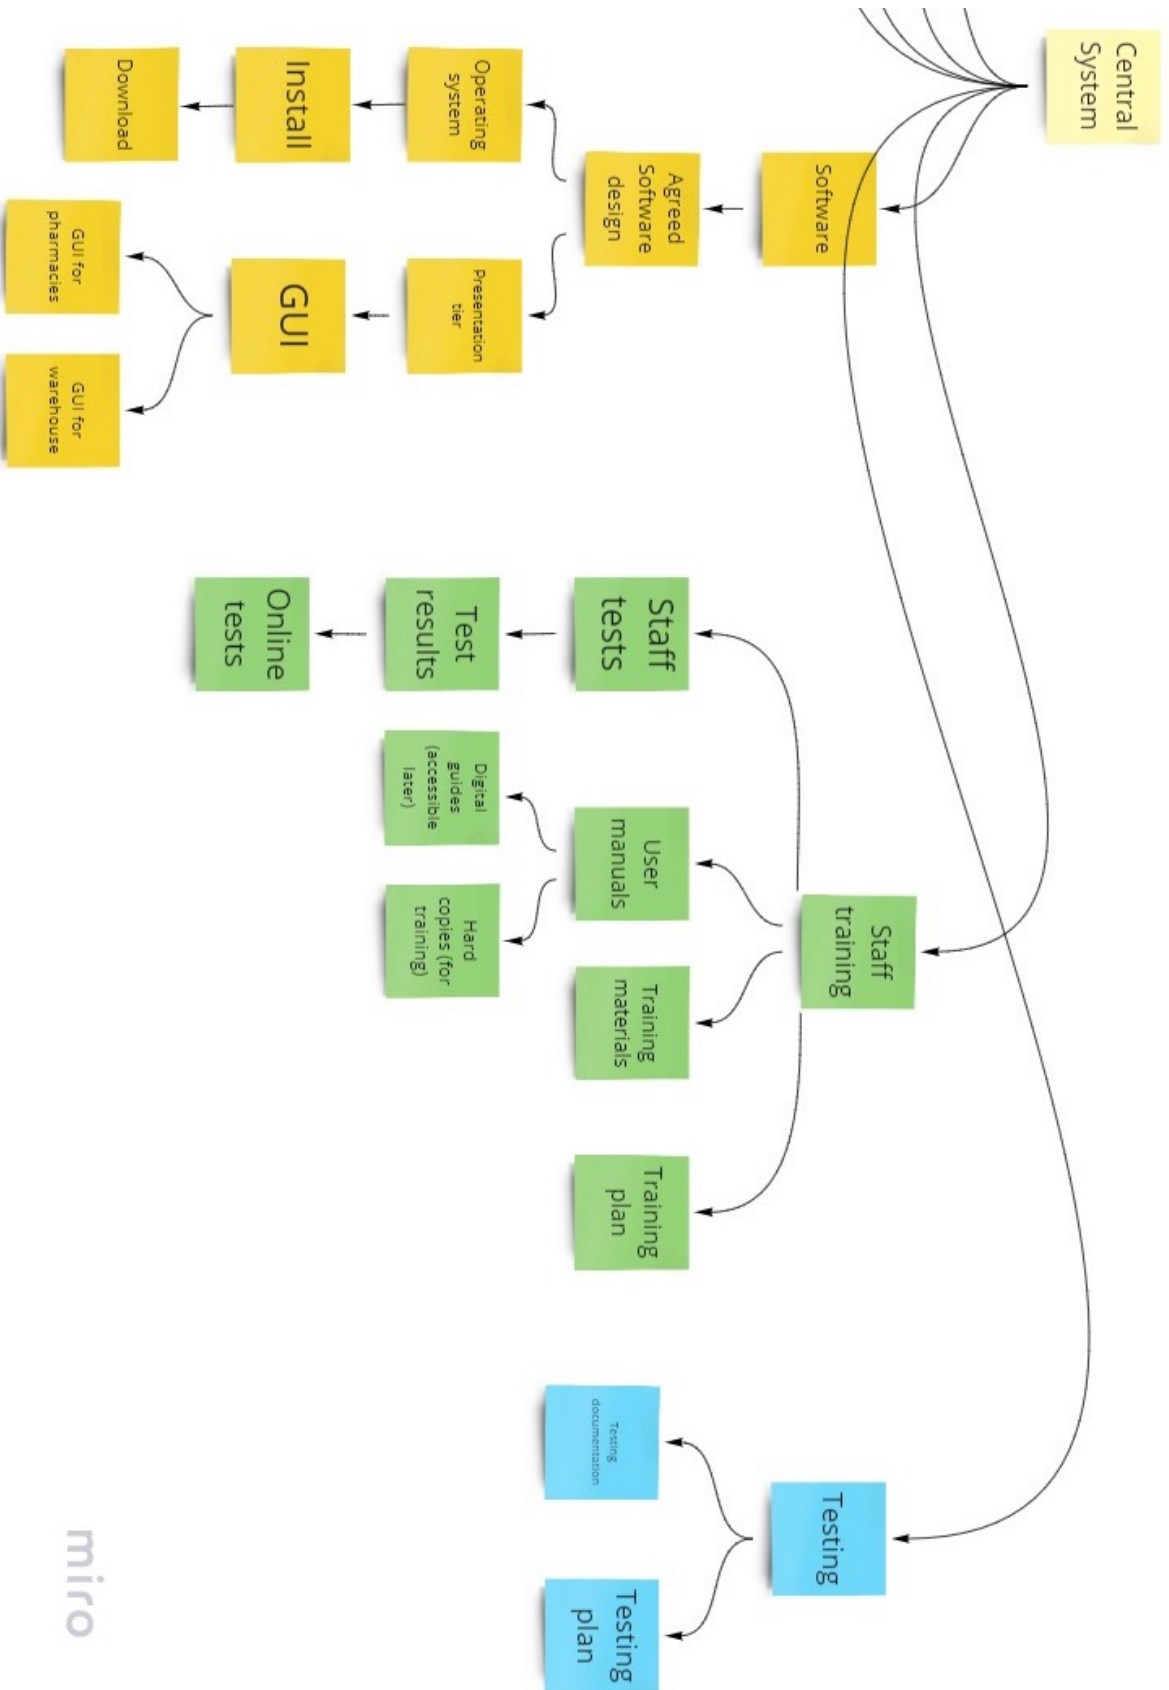 Central
System
Software
Agreed
Software
design
Operating
system
Install
Download
Presentation
tier
GUI
GUI for
pharmacies
GUI for
warehouse
Staff
training
Staff
tests
Test
results
Online
tests
User
manuals
Digital
guides
(accessible
later)
Hard
copies (for
training)
Training
materials
Training
plan
Testing
Testing
documentation
Testing
plan
miro